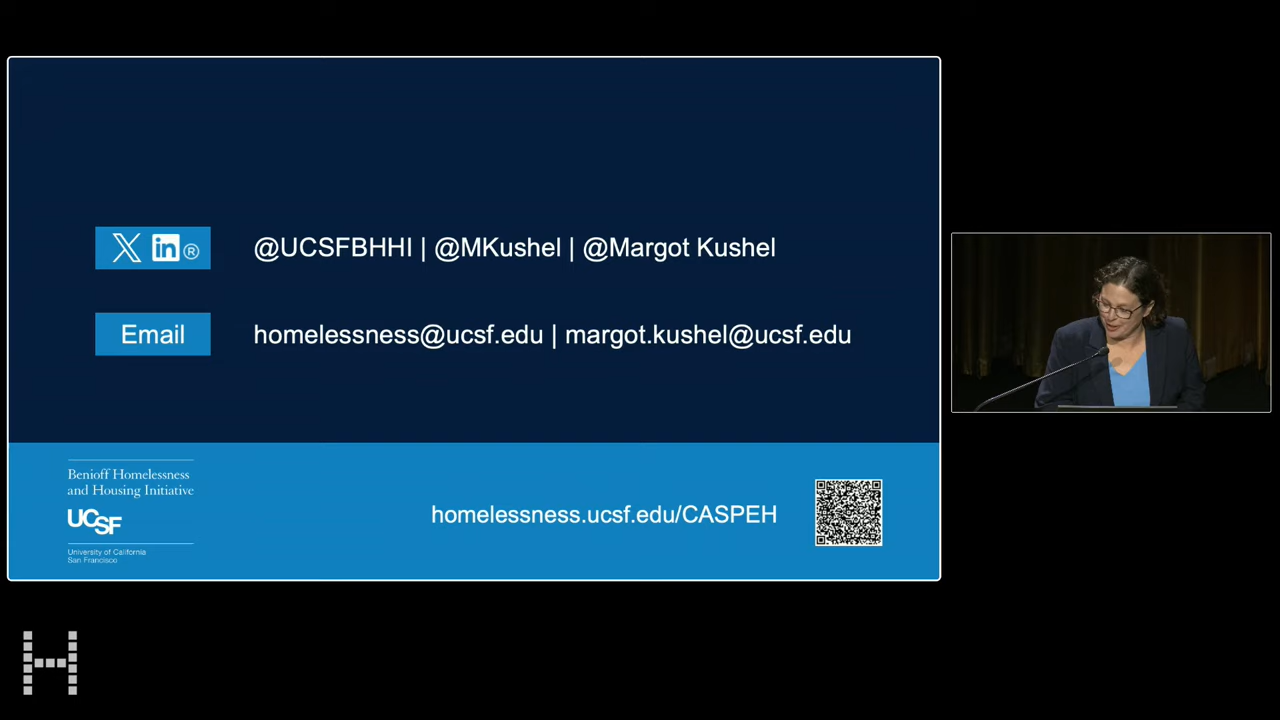 X in ®
@UCSFBHHI | @MKushel | @Margot Kushel
Email
homelessness@ucsf.edu | margot.kushel@ucsf.edu
Benioff Homelessness
and Housing Initiative
UCSF
University of California
San Francisco
homelessness.ucsf.edu/CASPEH
H